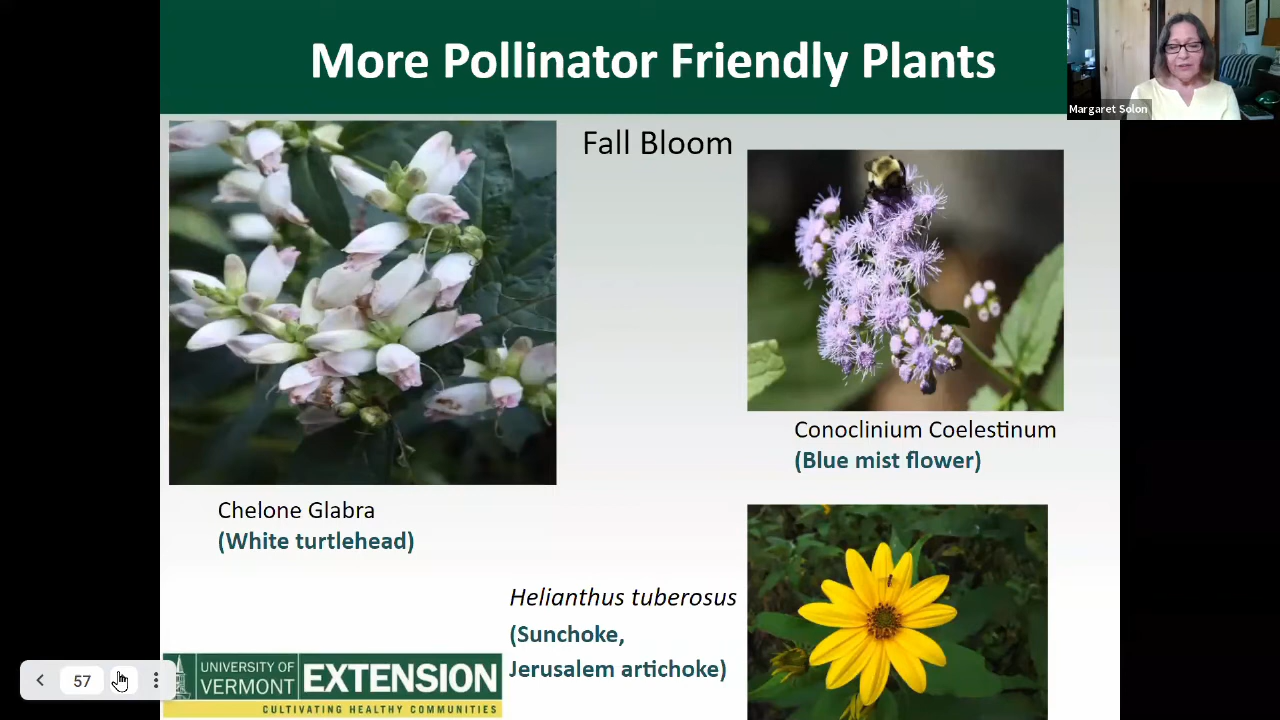 More Pollinator Friendly Plants
Margaret Solon
Fall Bloom
Conoclinium Coelestinum
(Blue mist flower)
Chelone Glabra
(White turtlehead)
Helianthus tuberosus
(Sunchoke,
Jerusalem artichoke)
UNIVERSITY OF
VERMONT
EXTENSION
CULTIVATING HEALTHY COMMUNITIES
57